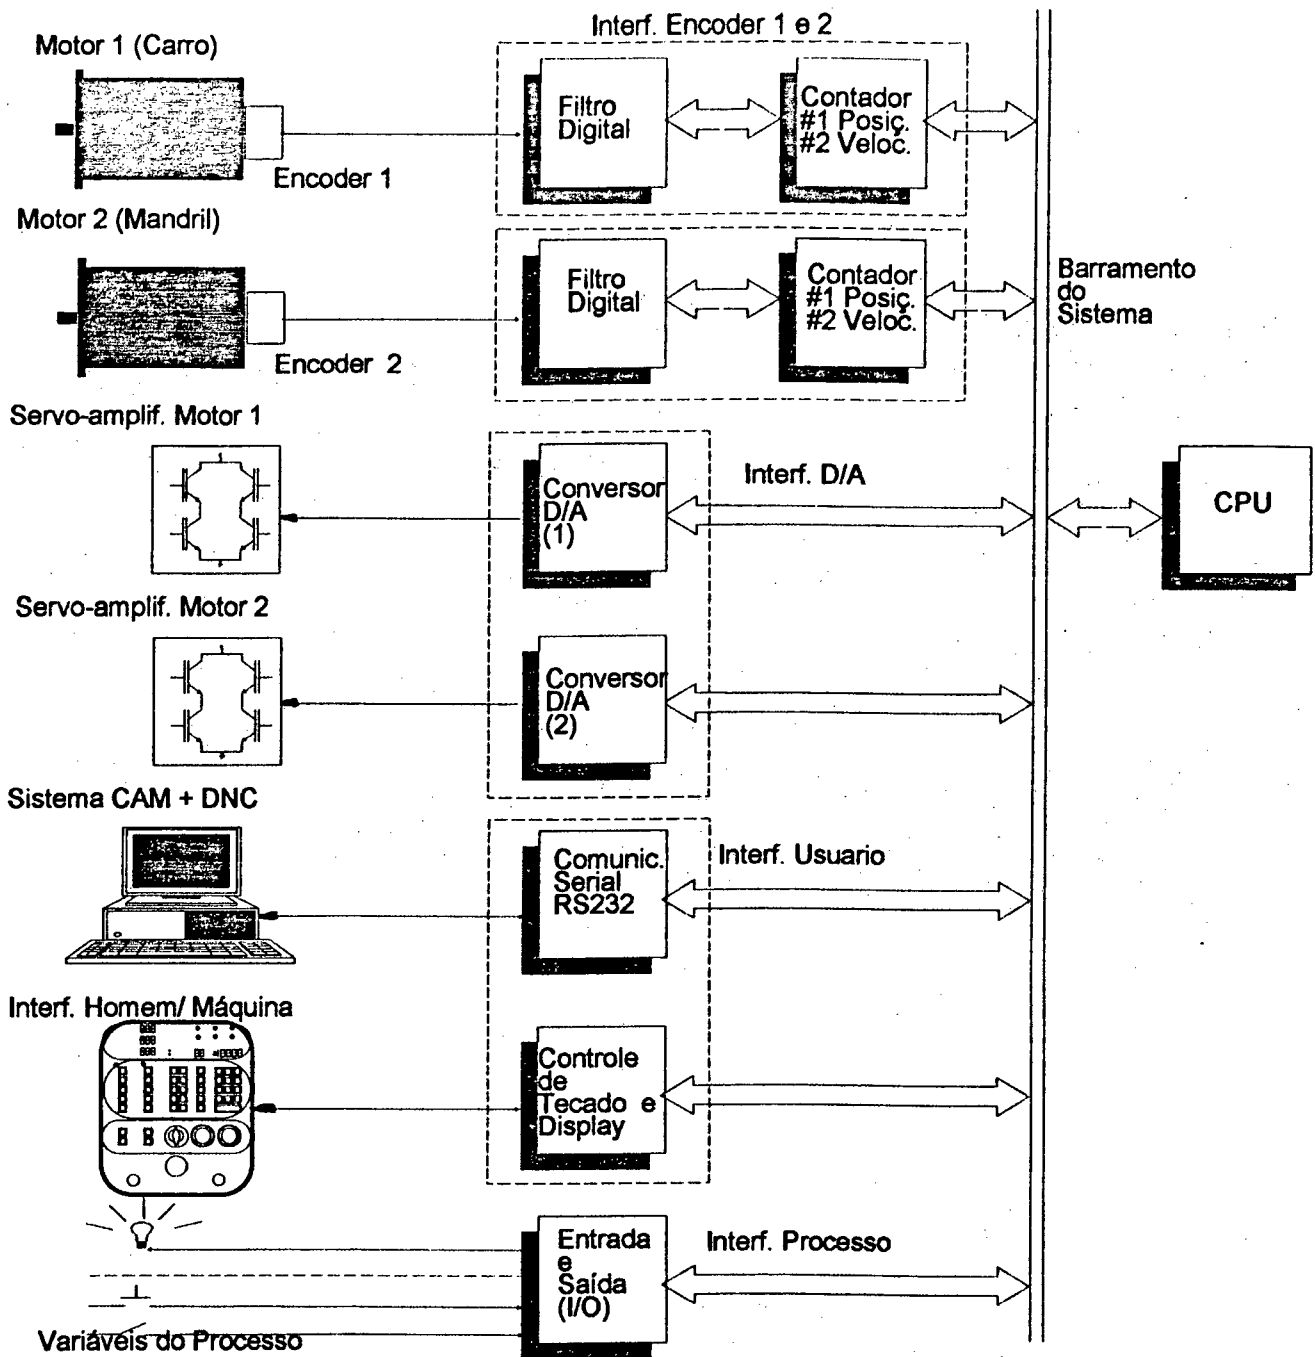 Interf. Encoder 1 e 2
Motor 1 (Carro)
Filtro
Digital
Contador
#1 Posiç.
#2 Veloc.
Encoder 1
Motor 2 (Mandril)
Filtro
Digital
Contador
#1 Posiç.
#2 Veloc.
Barramento
do
Sistema
Encoder 2
Servo-amplif. Motor 1
Conversor
D/A
(1)
Interf. D/A
CPU
Servo-amplif. Motor 2
Conversor
D/A
(2)
Sistema CAM + DNC
Comunic.
Serial
RS232
Interf. Usuario
Interf. Homem/ Máquina
Controle
de
Tecado e
Display
Entrada
e
Saída
(I/O)
Interf. Processo
Variáveis do Processo